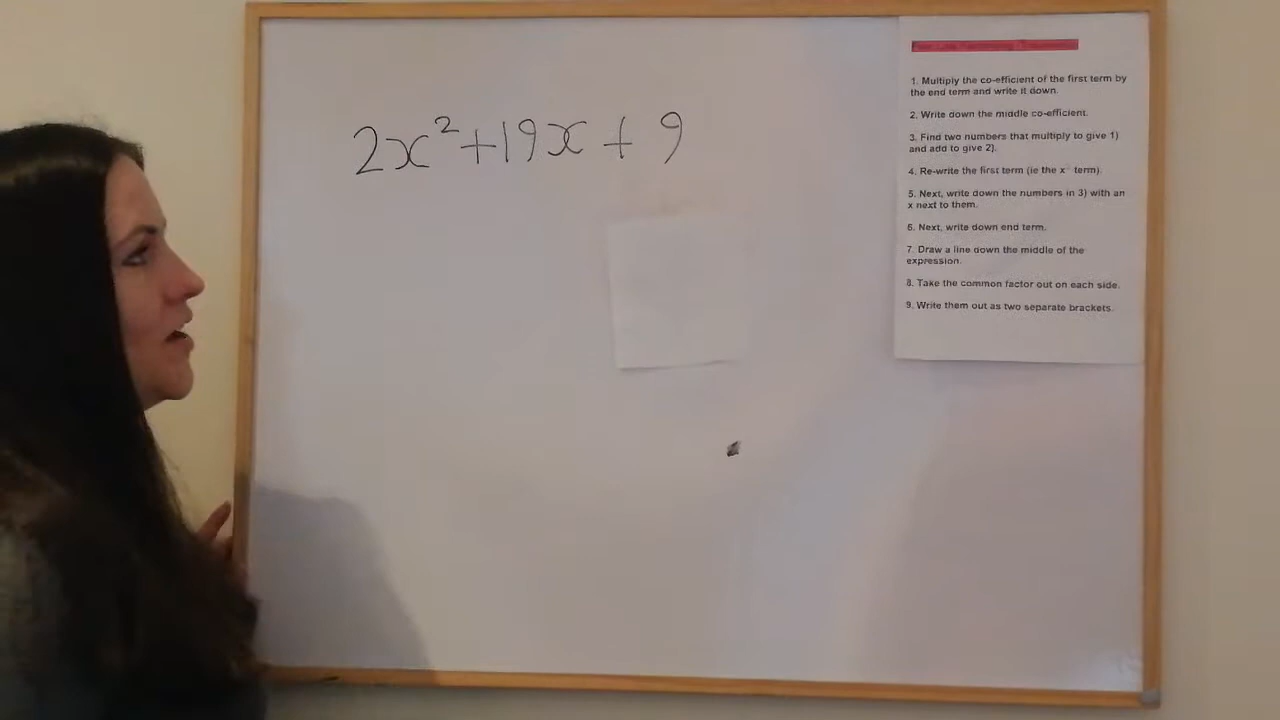 2x² + 19x + 9
1. Multiply the co-efficient of the first term by
the end term and write it down.
2. Write down the middle co-efficient.
3. Find two numbers that multiply to give 1)
and add to give 2).
4. Re-write the first term (ie the x² term).
5. Next, write down the numbers in 3) with an
x next to them.
6. Next, write down end term.
7. Draw a line down the middle of the
expression.
8. Take the common factor out on each side.
9. Write them out as two separate brackets.